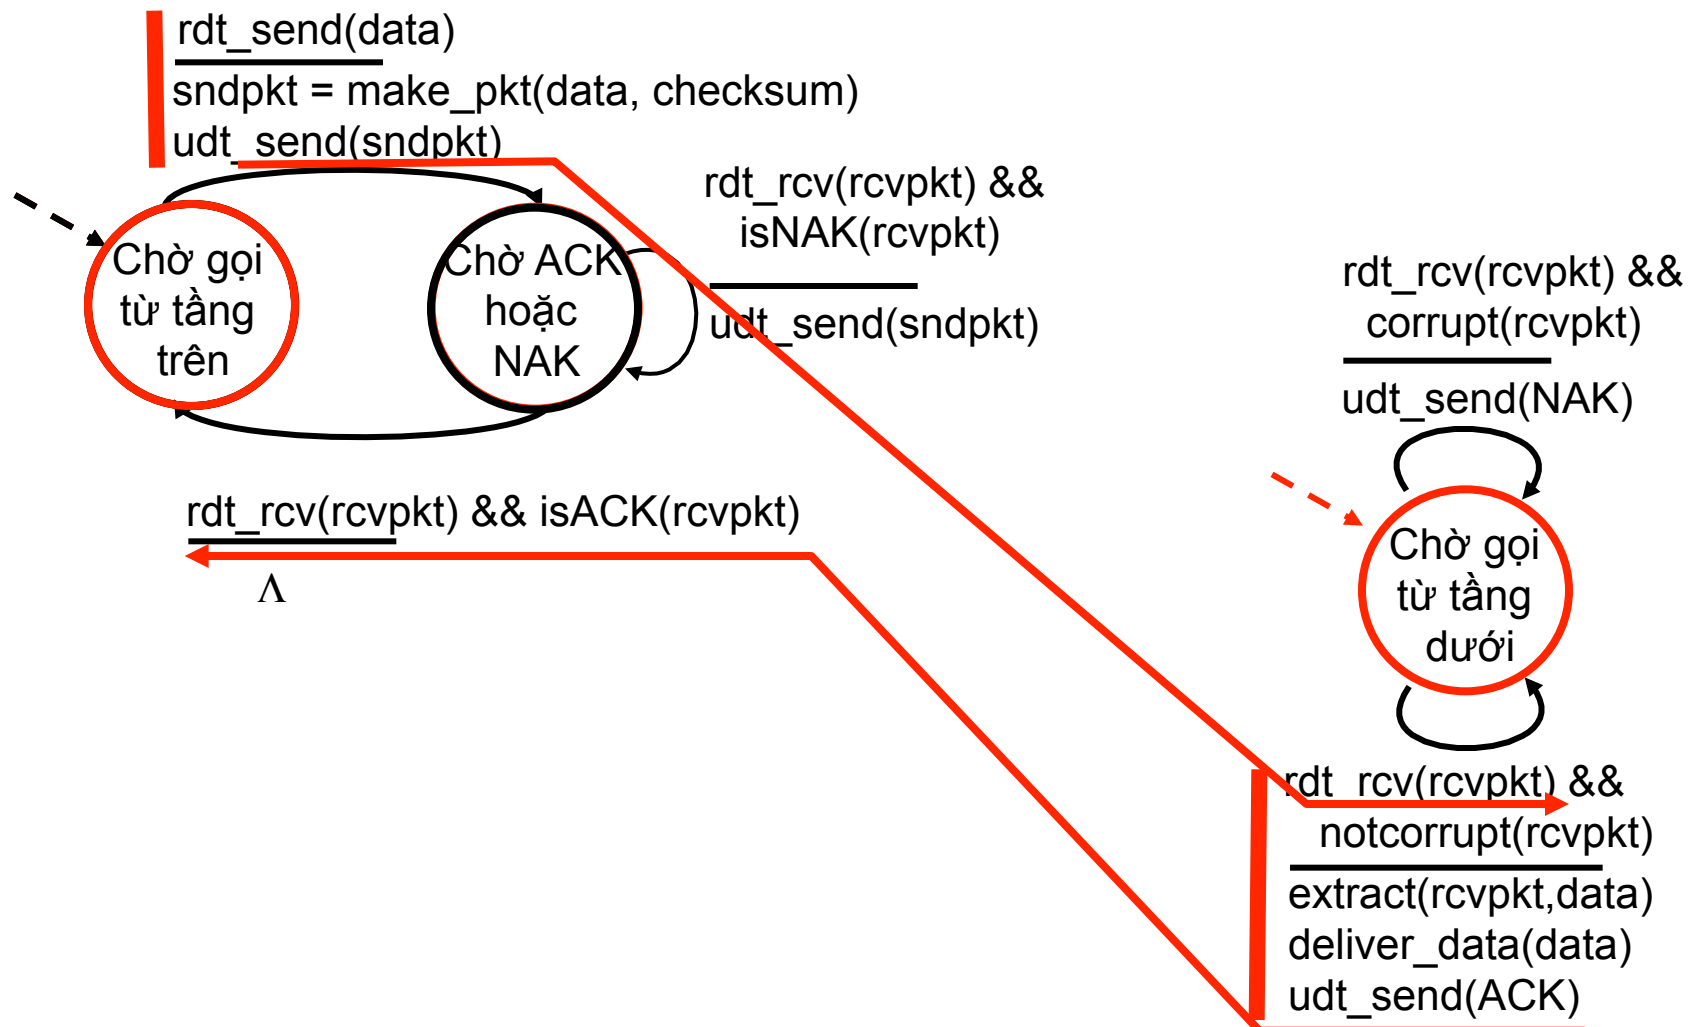 rdt_send(data)
sndpkt = make_pkt(data, checksum)
udt_send(sndpkt)
Chờ gọi
từ tầng
trên
Chờ ACK
hoặc
NAK
rdt_rcv(rcvpkt) &&
isNAK(rcvpkt)
udt_send(sndpkt)
rdt_rcv(rcvpkt) && isACK(rcvpkt)
Λ
rdt_rcv(rcvpkt) &&
corrupt(rcvpkt)
udt_send(NAK)
Chờ gọi
từ tầng
dưới
rdt_rcv(rcvpkt) &&
notcorrupt(rcvpkt)
extract(rcvpkt,data)
deliver_data(data)
udt_send(ACK)